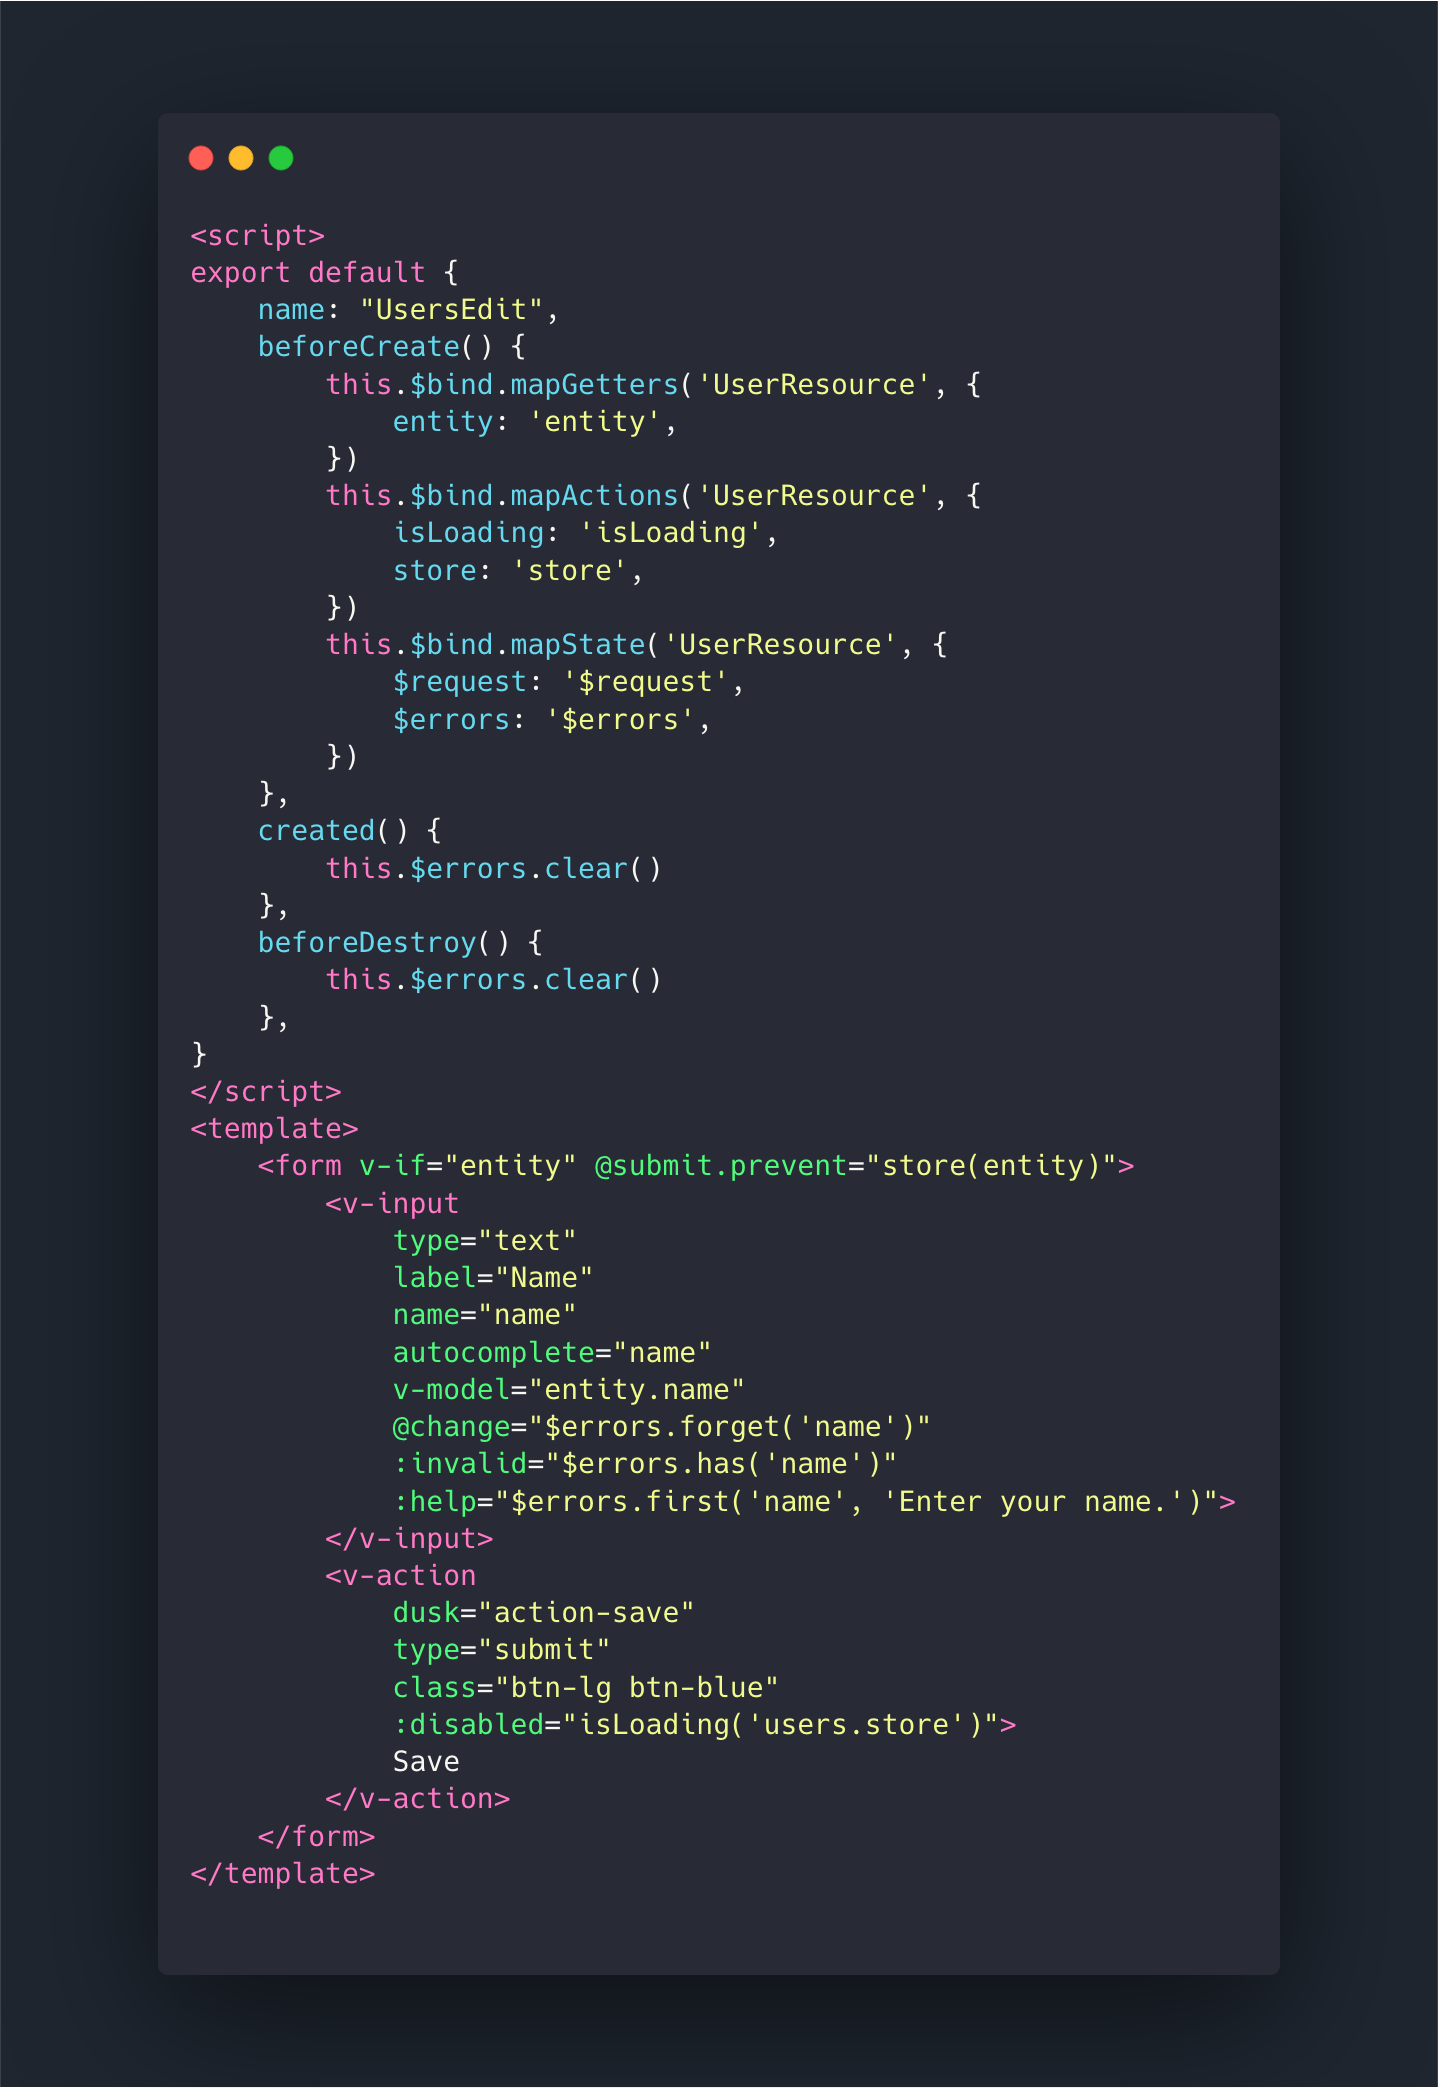 <script>
export default {
    name: "UsersEdit",
    beforeCreate() {
        this.$bind.mapGetters('UserResource', {
            entity: 'entity',
        })
        this.$bind.mapActions('UserResource', {
            isLoading: 'isLoading',
            store: 'store',
        })
        this.$bind.mapState('UserResource', {
            $request: '$request',
            $errors: '$errors',
        })
    },
    created() {
        this.$errors.clear()
    },
    beforeDestroy() {
        this.$errors.clear()
    },
}
</script>
<template>
    <form v-if="entity" @submit.prevent="store(entity)">
        <v-input
            type="text"
            label="Name"
            name="name"
            autocomplete="name"
            v-model="entity.name"
            @change="$errors.forget('name')"
            :invalid="$errors.has('name')"
            :help="$errors.first('name', 'Enter your name.')">
        </v-input>
        <v-action
            dusk="action-save"
            type="submit"
            class="btn-lg btn-blue"
            :disabled="isLoading('users.store')">
            Save
        </v-action>
    </form>
</template>